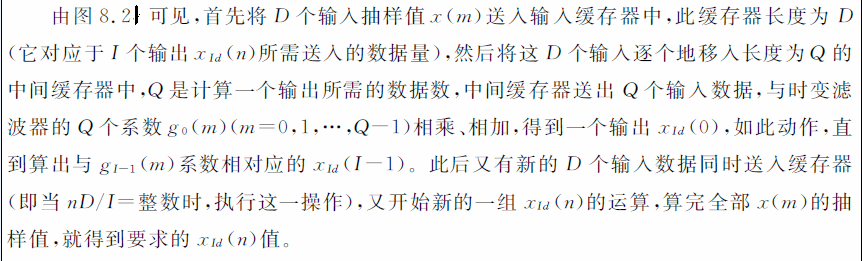 由图8.2 可见,首先将 D 个输入抽样值 x(m)送入输入缓存器中,此缓存器长度为 D
(它对应于 I 个输出 x_{Id}(n)所需送入的数据量),然后将这 D 个输入逐个地移入长度为 Q 的
中间缓存器中,Q 是计算一个输出所需的数据数,中间缓存器送出 Q 个输入数据,与时变滤
波器的 Q 个系数 g_0(m)(m=0,1,…,Q-1)相乘、相加,得到一个输出 x_{Id}(0),如此动作,直
到算出与 g_{I-1}(m)系数相对应的 x_{Id}(I-1)。此后又有新的 D 个输入数据同时送入缓存器
(即当 nD/I=整数时,执行这一操作),又开始新的一组 x_{Id}(n)的运算,算完全部 x(m)的抽
样值,就得到要求的 x_{Id}(n)值。